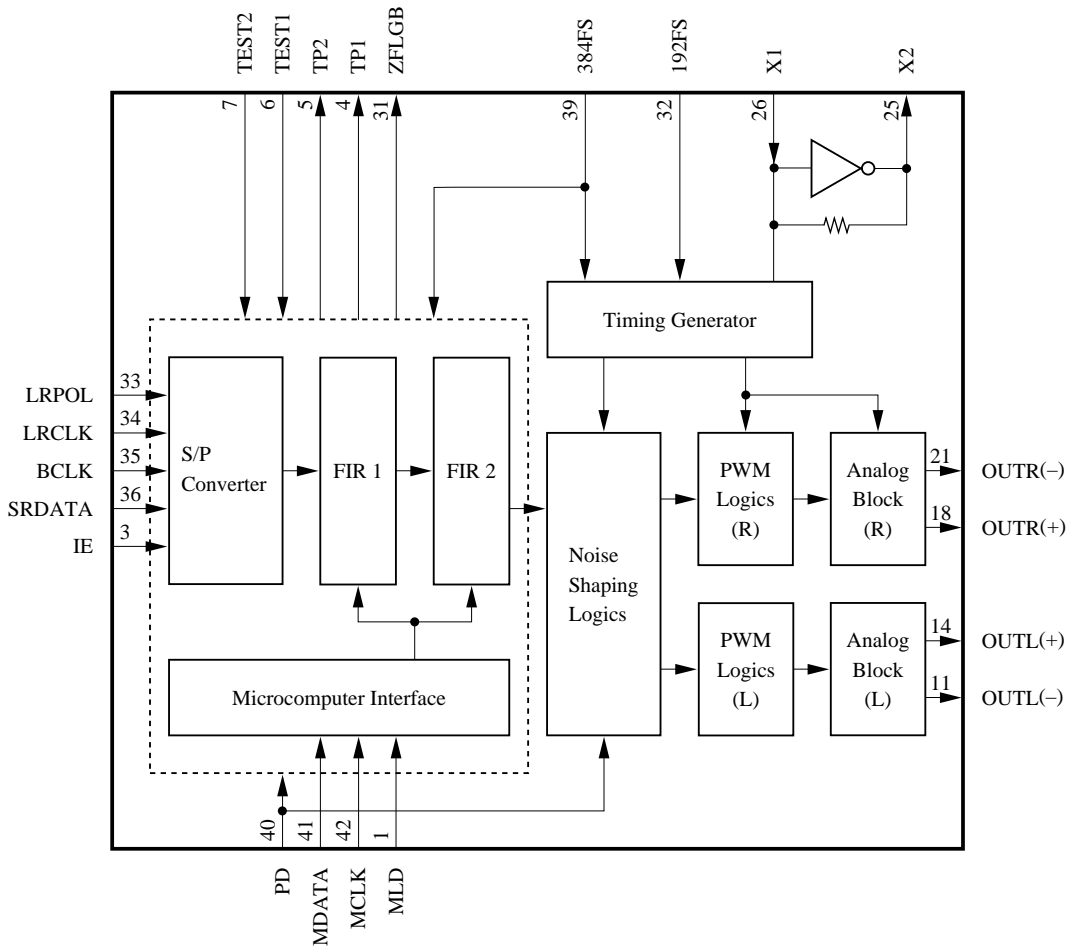 TEST2
TEST1
TP2
TP1
ZFLGB
384FS
192FS
X1
X2
7
6
5
4
31
39
32
26
25
Timing Generator
LRPOL
33
LRCLK
34
BCLK
35
SRDATA
36
IE
3
S/P
Converter
FIR 1
FIR 2
Noise
Shaping
Logics
PWM
Logics
(R)
Analog
Block
(R)
21
OUTR(−)
18
OUTR(+)
PWM
Logics
(L)
Analog
Block
(L)
14
OUTL(+)
11
OUTL(−)
Microcomputer Interface
40
41
42
1
PD
MDATA
MCLK
MLD